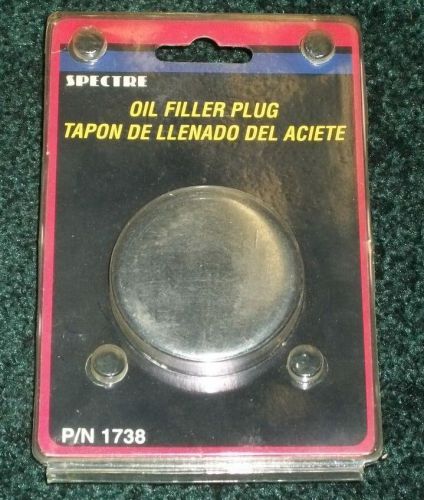 SPECTRE
OIL FILLER PLUG
TAPON DE LLENADO DEL ACIETE
P/N 1738